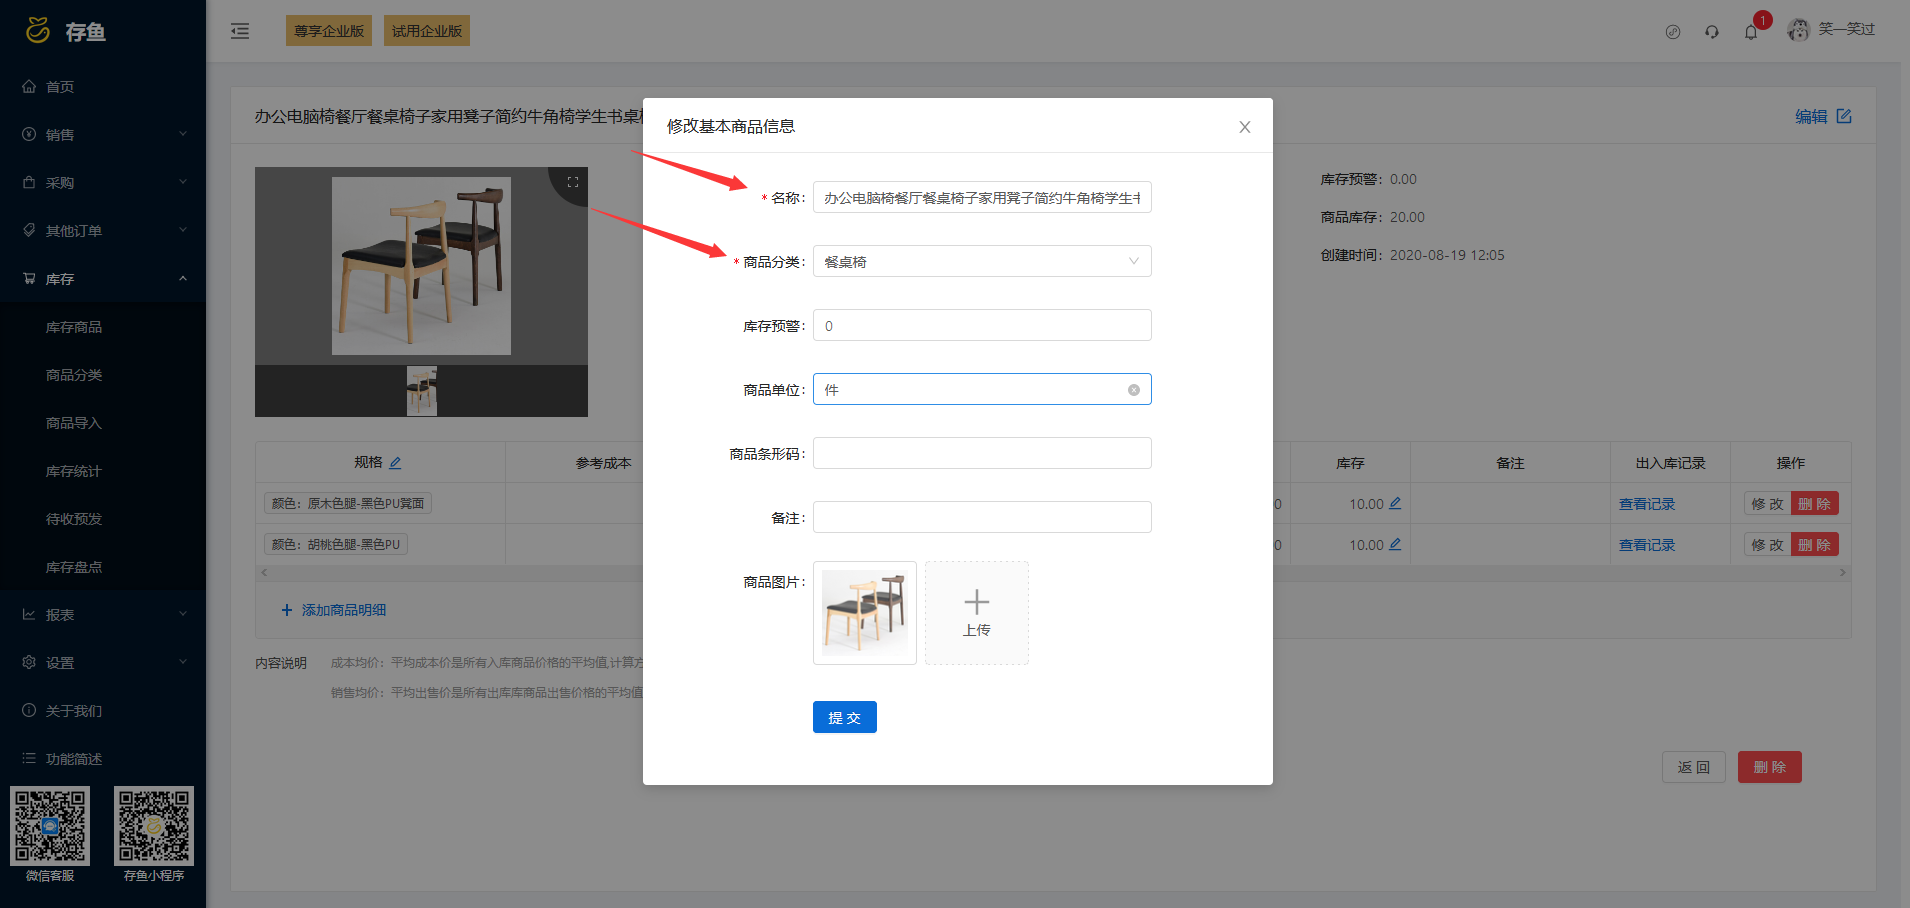 存鱼
尊享企业版
试用企业版
1
笑一笑过
首页
销售
采购
其他订单
库存
库存商品
商品分类
商品导入
库存统计
待收预发
库存盘点
报表
设置
关于我们
功能简述
微信客服
存鱼小程序
办公电脑椅餐厅餐桌椅子家用凳子简约牛角椅学生书桌椅
编辑
库存预警：0.00
商品库存：20.00
创建时间：2020-08-19 12:05
规格
参考成本
库存
备注
出入库记录
操作
颜色：原木色腿-黑色PU凳面
0
10.00
查看记录
修 改
删 除
颜色：胡桃色腿-黑色PU
0
10.00
查看记录
修 改
删 除
+ 添加商品明细
内容说明
成本均价：平均成本价是所有入库商品价格的平均值,计算方
销售均价：平均出售价是所有出库库商品出售价格的平均值
返 回
删 除
修改基本商品信息
* 名称：
办公电脑椅餐厅餐桌椅子家用凳子简约牛角椅学生书
* 商品分类：
餐桌椅
库存预警：
0
商品单位：
件
商品条形码：
备注：
商品图片：
上传
提 交